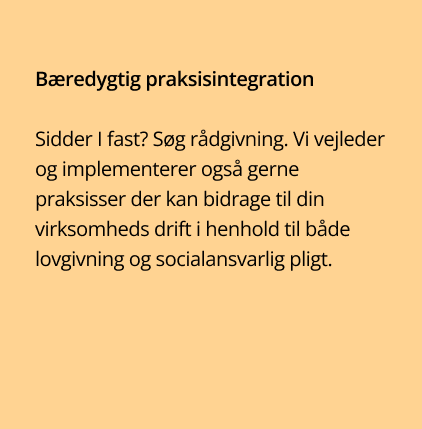 Bæredygtig praksisintegration
Sidder I fast? Søg rådgivning. Vi vejleder
og implementerer også gerne
praksisser der kan bidrage til din
virksomheds drift i henhold til både
lovgivning og socialansvarlig pligt.